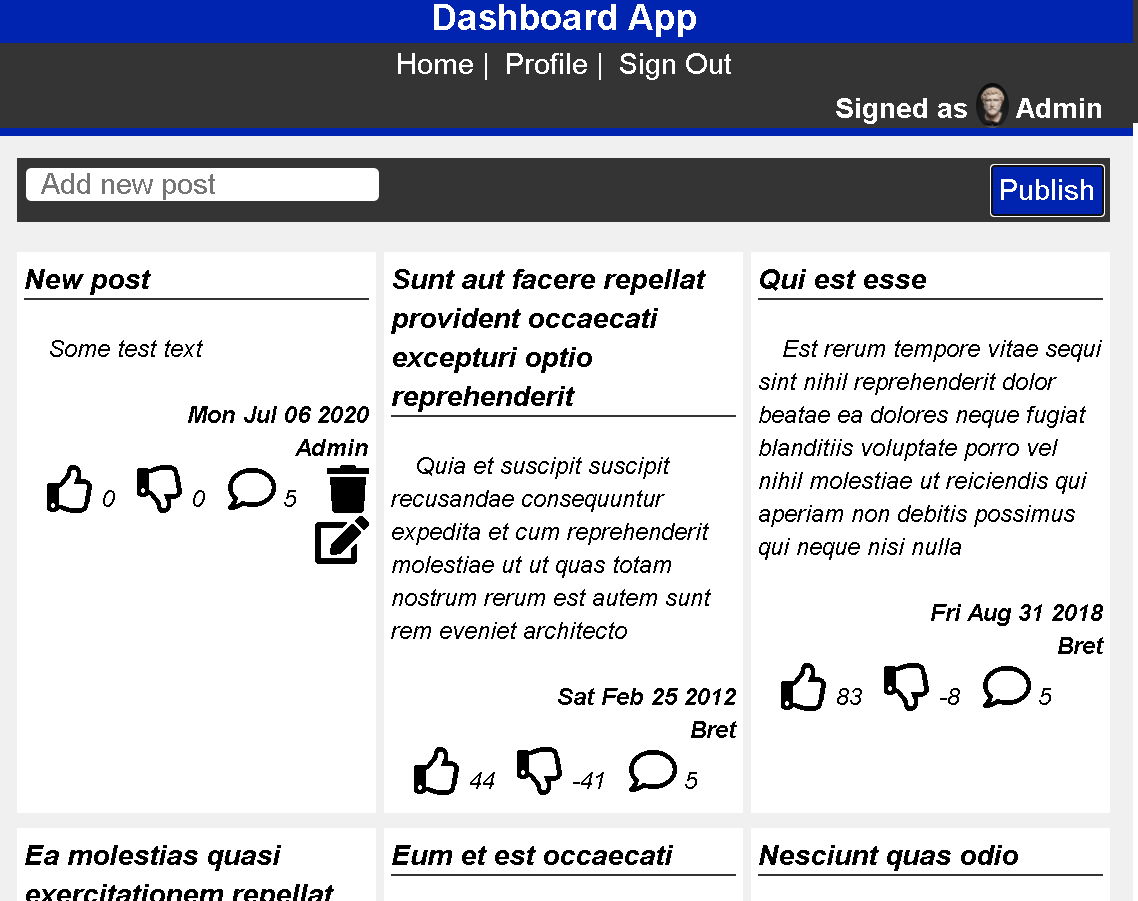 Dashboard App
Home | Profile | Sign Out
Signed as Admin
Add new post
Publish
New post
Some test text
Mon Jul 06 2020
Admin
0 0 5
Sunt aut facere repellat
provident occaecati
excepturi optio
reprehenderit
Quia et suscipit suscipit
recusandae consequuntur
expedita et cum reprehenderit
molestiae ut ut quas totam
nostrum rerum est autem sunt
rem eveniet architecto
Sat Feb 25 2012
Bret
44 -41 5
Qui est esse
Est rerum tempore vitae sequi
sint nihil reprehenderit dolor
beatae ea dolores neque fugiat
blanditiis voluptate porro vel
nihil molestiae ut reiciendis qui
aperiam non debitis possimus
qui neque nisi nulla
Fri Aug 31 2018
Bret
83 -8 5
Ea molestias quasi
exercitationem repellat
Eum et est occaecati
Nesciunt quas odio